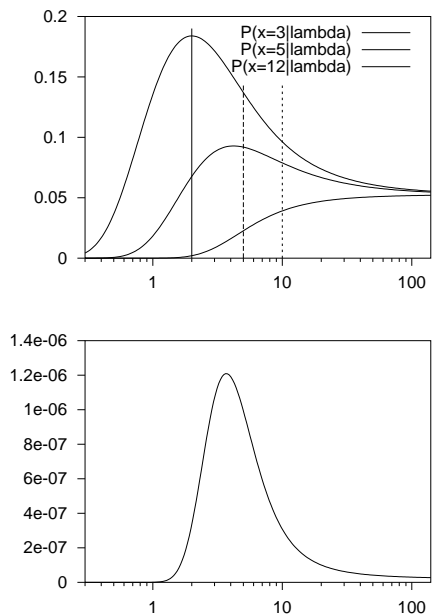 0.2
P(x=3|lambda)
P(x=5|lambda)
P(x=12|lambda)
0.15
0.1
0.05
0
1 10 100
1.4e-06
1.2e-06
1e-06
8e-07
6e-07
4e-07
2e-07
0
1 10 100